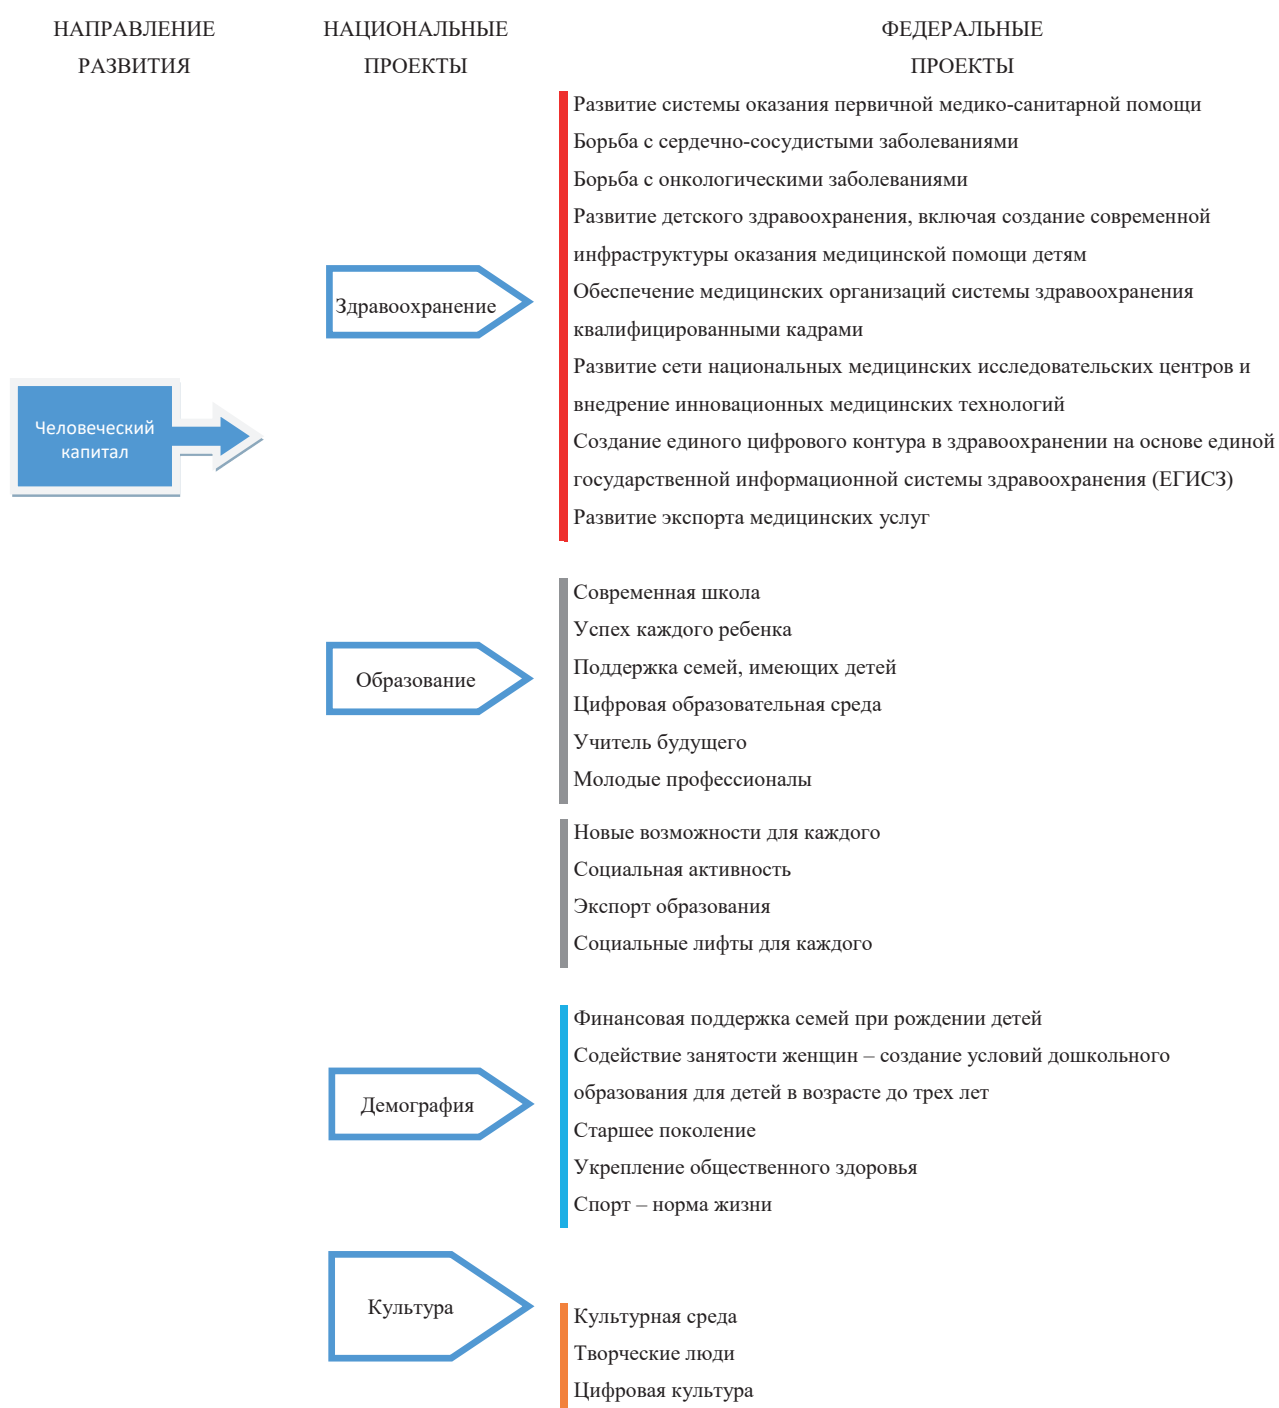 НАПРАВЛЕНИЕ
РАЗВИТИЯ
НАЦИОНАЛЬНЫЕ
ПРОЕКТЫ
ФЕДЕРАЛЬНЫЕ
ПРОЕКТЫ
Человеческий
капитал
Здравоохранение
Развитие системы оказания первичной медико-санитарной помощи
Борьба с сердечно-сосудистыми заболеваниями
Борьба с онкологическими заболеваниями
Развитие детского здравоохранения, включая создание современной
инфраструктуры оказания медицинской помощи детям
Обеспечение медицинских организаций системы здравоохранения
квалифицированными кадрами
Развитие сети национальных медицинских исследовательских центров и
внедрение инновационных медицинских технологий
Создание единого цифрового контура в здравоохранении на основе единой
государственной информационной системы здравоохранения (ЕГИСЗ)
Развитие экспорта медицинских услуг
Образование
Современная школа
Успех каждого ребенка
Поддержка семей, имеющих детей
Цифровая образовательная среда
Учитель будущего
Молодые профессионалы
Новые возможности для каждого
Социальная активность
Экспорт образования
Социальные лифты для каждого
Демография
Финансовая поддержка семей при рождении детей
Содействие занятости женщин – создание условий дошкольного
образования для детей в возрасте до трех лет
Старшее поколение
Укрепление общественного здоровья
Спорт – норма жизни
Культура
Культурная среда
Творческие люди
Цифровая культура